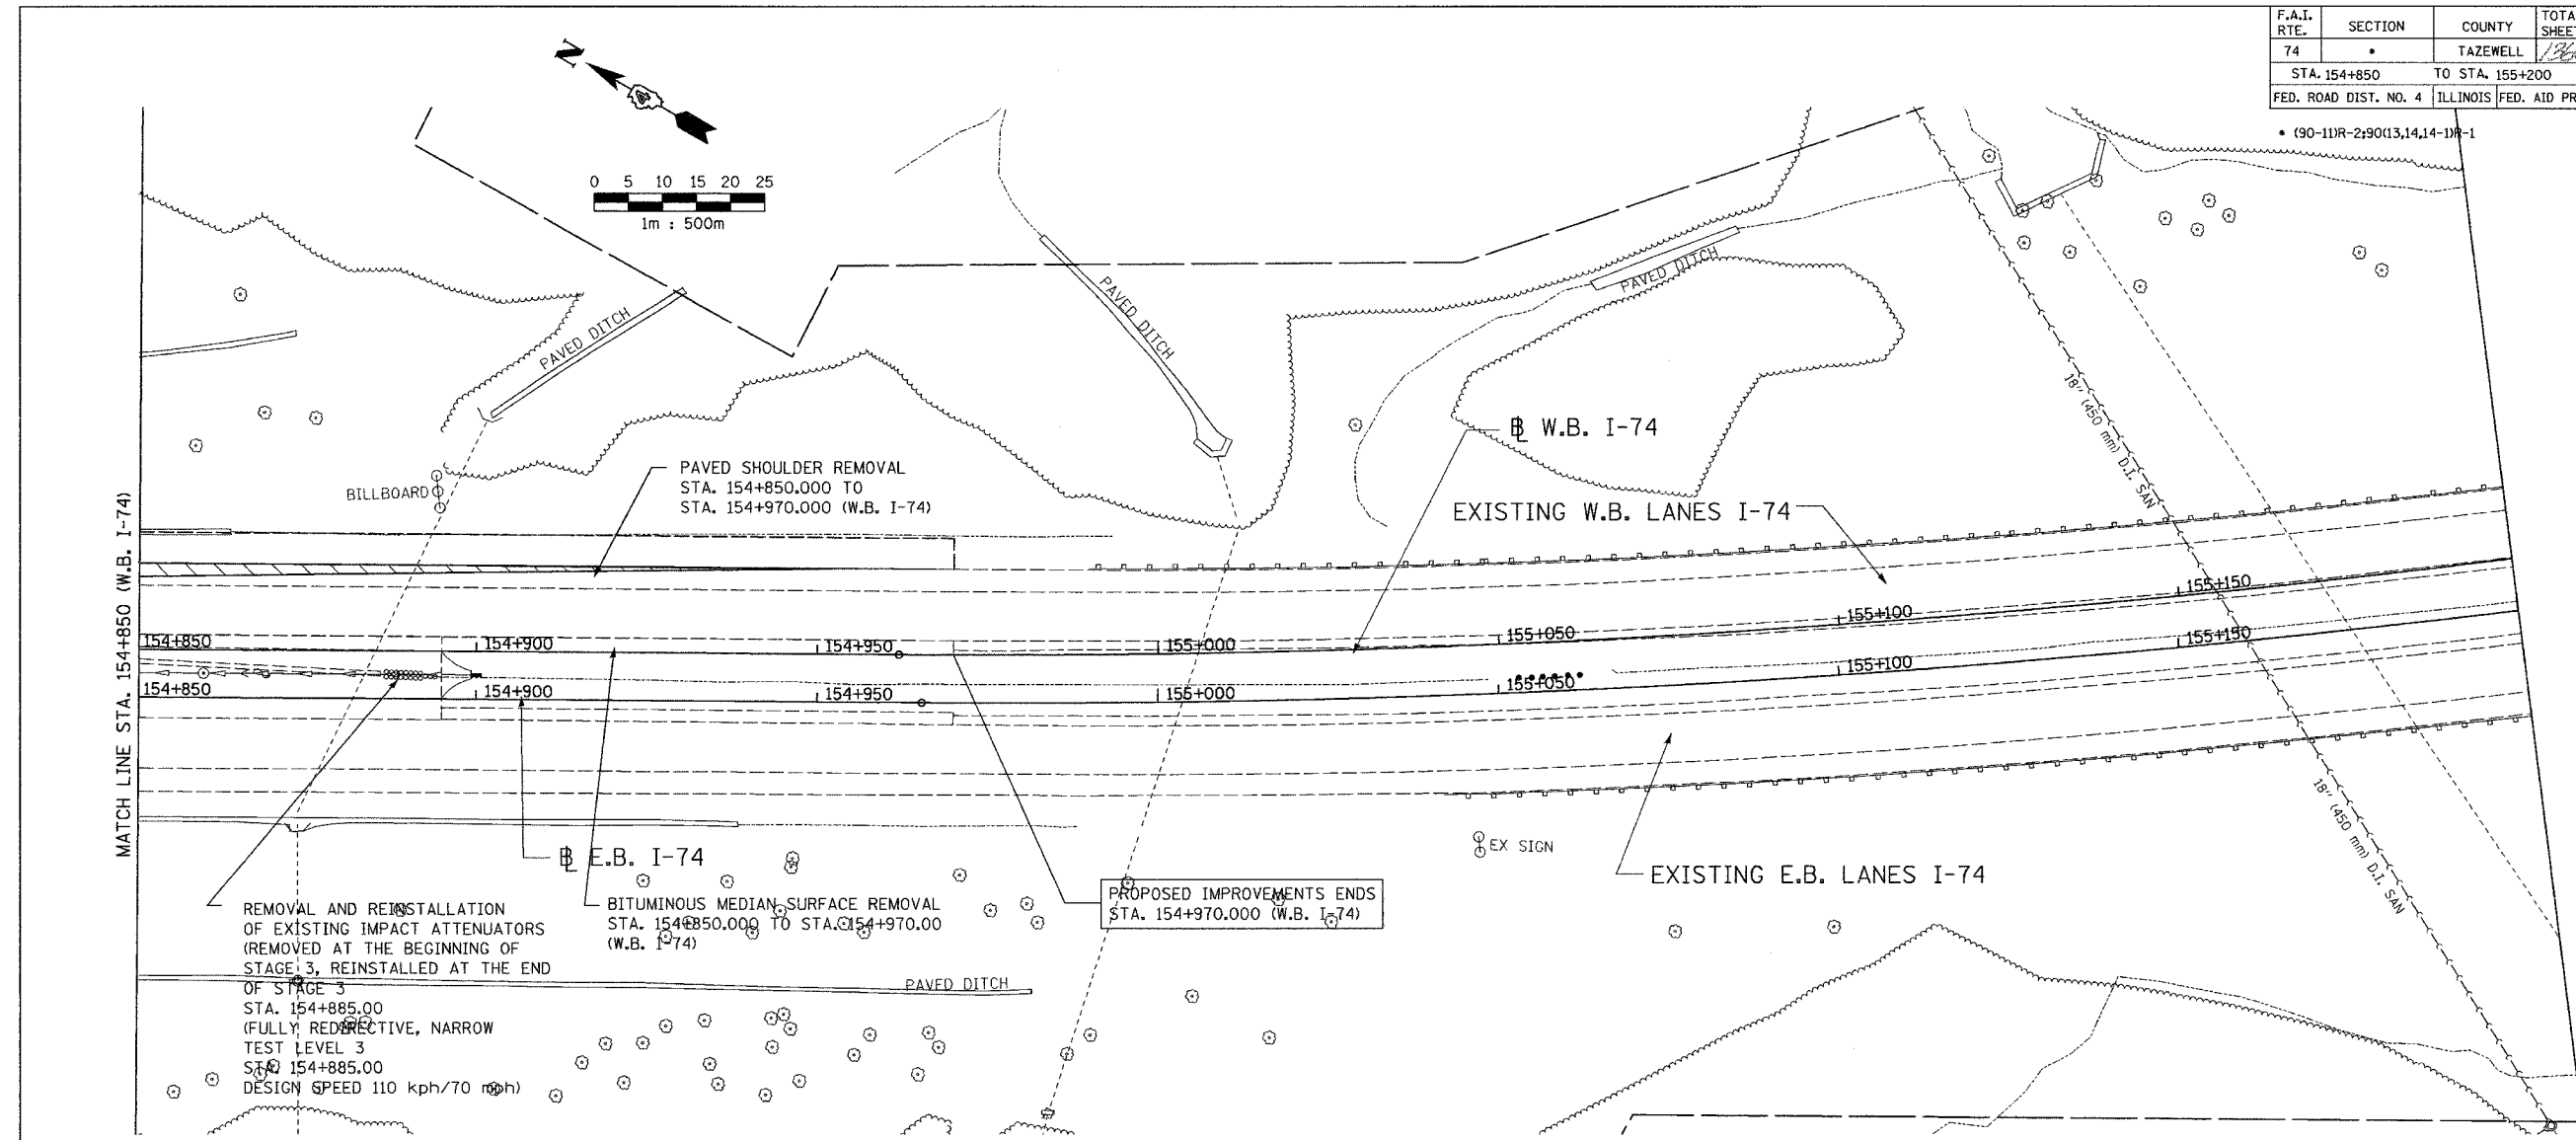 F.A.I. RTE. SECTION COUNTY
74 * TAZEWELL
STA. 154+850 TO STA. 155+200
FED. ROAD DIST. NO. 4 ILLINOIS FED. AID
* (90-11)R-2;90(13,14,14-1)R-1
N
4
0 5 10 15 20 25
1m : 500m
PAVED DITCH
PAVED DITCH
PAVED DITCH
18'' (450 mm) D.I. SAN
BILLBOARD
PAVED SHOULDER REMOVAL
STA. 154+850.000 TO
STA. 154+970.000 (W.B. I-74)
BL W.B. I-74
EXISTING W.B. LANES I-74
MATCH LINE STA. 154+850 (W.B. I-74)
154+850 154+900 154+950 155+000 155+050 155+100 155+150
154+850 154+900 154+950 155+000 155+050 155+100 155+150
18'' (450 mm) D.I. SAN
BL E.B. I-74
EX SIGN
EXISTING E.B. LANES I-74
REMOVAL AND REINSTALLATION
OF EXISTING IMPACT ATTENUATORS
(REMOVED AT THE BEGINNING OF
STAGE 3, REINSTALLED AT THE END
OF STAGE 3
STA. 154+885.00
(FULLY REDIRECTIVE, NARROW
TEST LEVEL 3
STA. 154+885.00
DESIGN SPEED 110 kph/70 mph)
BITUMINOUS MEDIAN SURFACE REMOVAL
STA. 154+850.000 TO STA. 154+970.00
(W.B. I-74)
PROPOSED IMPROVEMENTS ENDS
STA. 154+970.000 (W.B. I-74)
PAVED DITCH